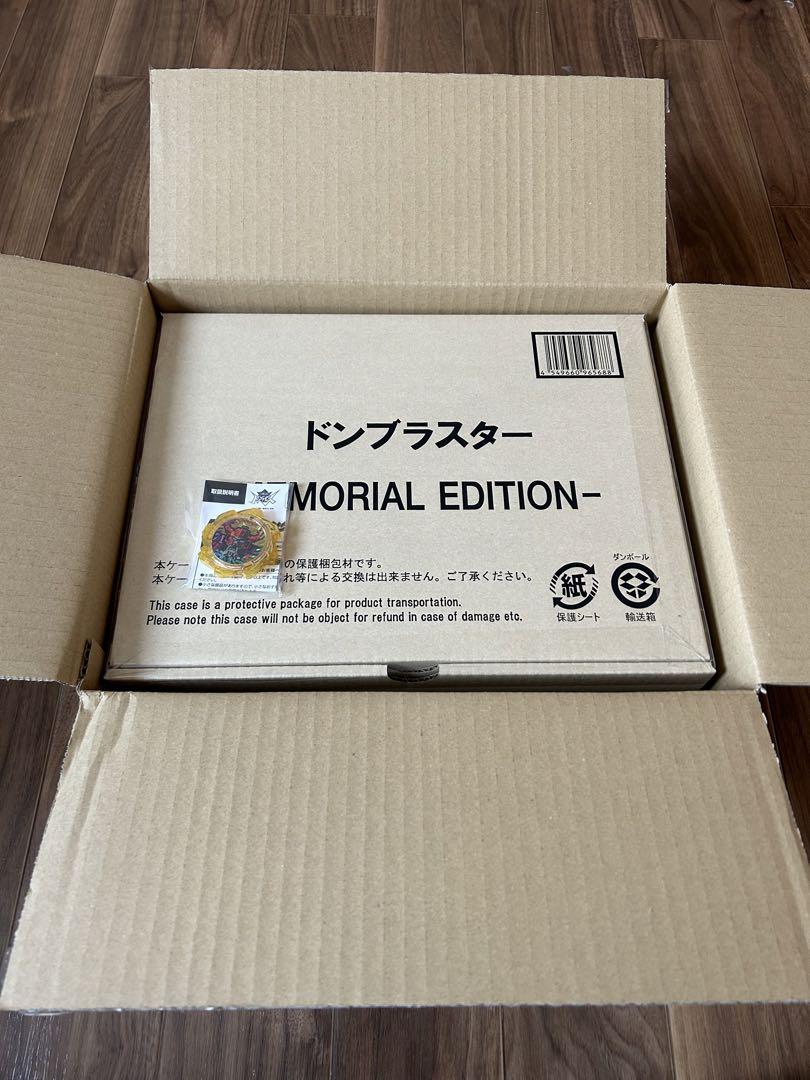 4 549660 965688
ドンブラスター
MORIAL EDITION-
取扱説明書
本ケー の保護梱包材です。
本ケー れ等による交換は出来ません。ご了承ください。
This case is a protective package for product transportation.
Please note this case will not be object for refund in case of damage etc.
紙
保護シート
ダンボール
輸送箱